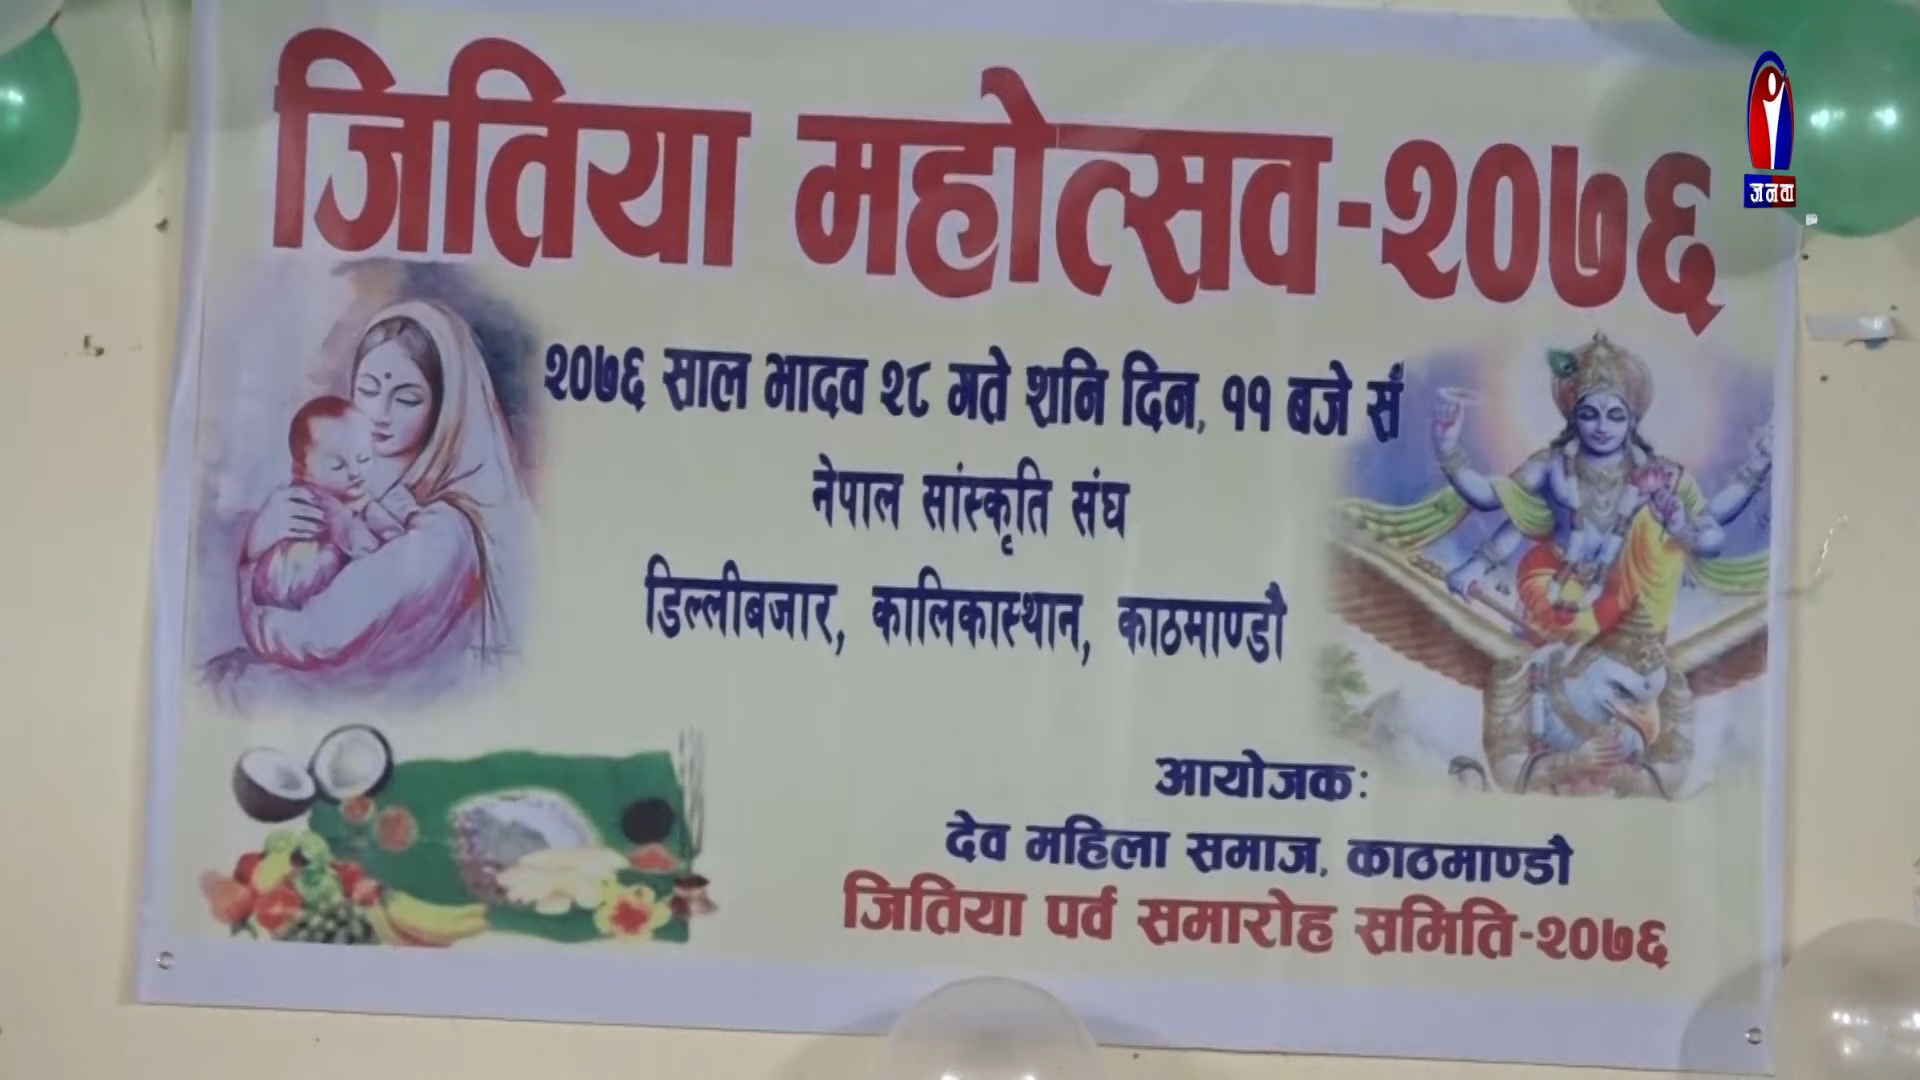 जितिया महोत्सव-२०७६
२०७६ साल भादव २८ गते शनि दिन, ११ बजे सँ
नेपाल सांस्कृति संघ
डिल्लीबजार, कालिकास्थान, काठमाण्डौ
आयोजकः
देव महिला समाज, काठमाण्डौ
जितिया पर्व समारोह समिति-२०७६
जनता